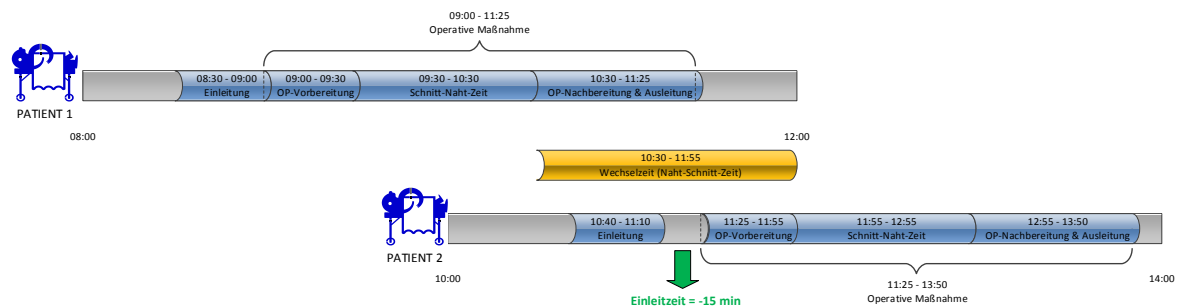 09:00 - 11:25
Operative Maßnahme
08:30 - 09:00
Einleitung
09:00 - 09:30
OP-Vorbereitung
09:30 - 10:30
Schnitt-Naht-Zeit
10:30 - 11:25
OP-Nachbereitung & Ausleitung
PATIENT 1
08:00
12:00
10:30 - 11:55
Wechselzeit (Naht-Schnitt-Zeit)
10:40 - 11:10
Einleitung
11:25 - 11:55
OP-Vorbereitung
11:55 - 12:55
Schnitt-Naht-Zeit
12:55 - 13:50
OP-Nachbereitung & Ausleitung
PATIENT 2
10:00
14:00
11:25 - 13:50
Operative Maßnahme
Einleitzeit = -15 min